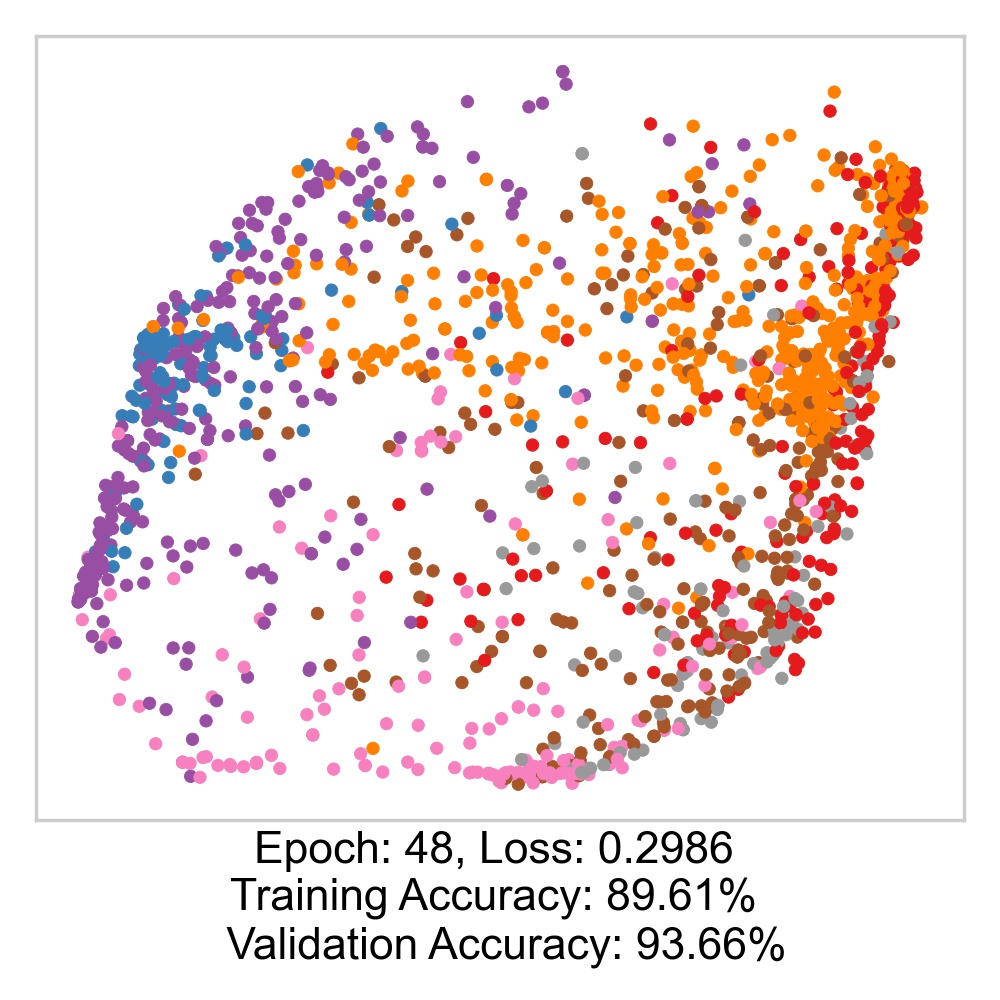 Epoch: 48, Loss: 0.2986
Training Accuracy: 89.61%
Validation Accuracy: 93.66%